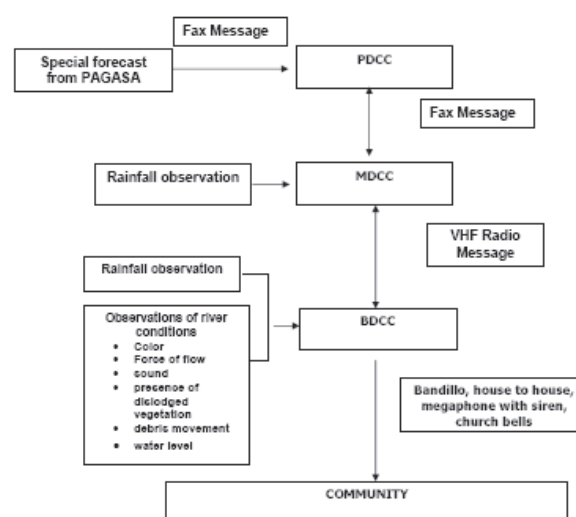 Fax Message
Special forecast
from PAGASA
PDCC
Fax Message
Rainfall observation
MDCC
VHF Radio
Message
Rainfall observation
Observations of river
conditions
• Color
• Force of flow
• sound
• presence of
dislodged
vegetation
• debris movement
• water level
BDCC
Bandillo, house to house,
megaphone with siren,
church bells
COMMUNITY